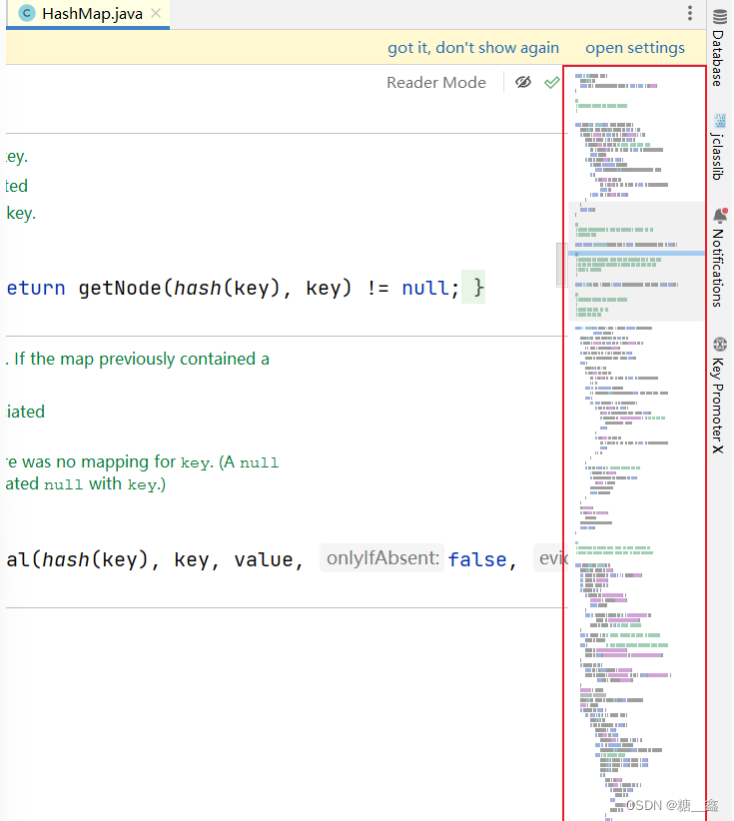 C HashMap.java
got it, don't show again open settings
Reader Mode
Database
jclasslib
Notifications
Key Promoter X
key.
ted
key.
eturn getNode(hash(key), key) != null; }
. If the map previously contained a
iated
re was no mapping for key. (A null
ated null with key.)
al(hash(key), key, value, onlyIfAbsent: false, evic
CSDN @糖__鑫